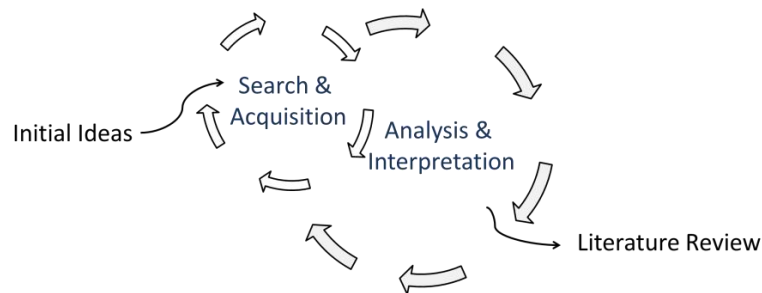 Initial Ideas
Search &
Acquisition
Analysis &
Interpretation
Literature Review